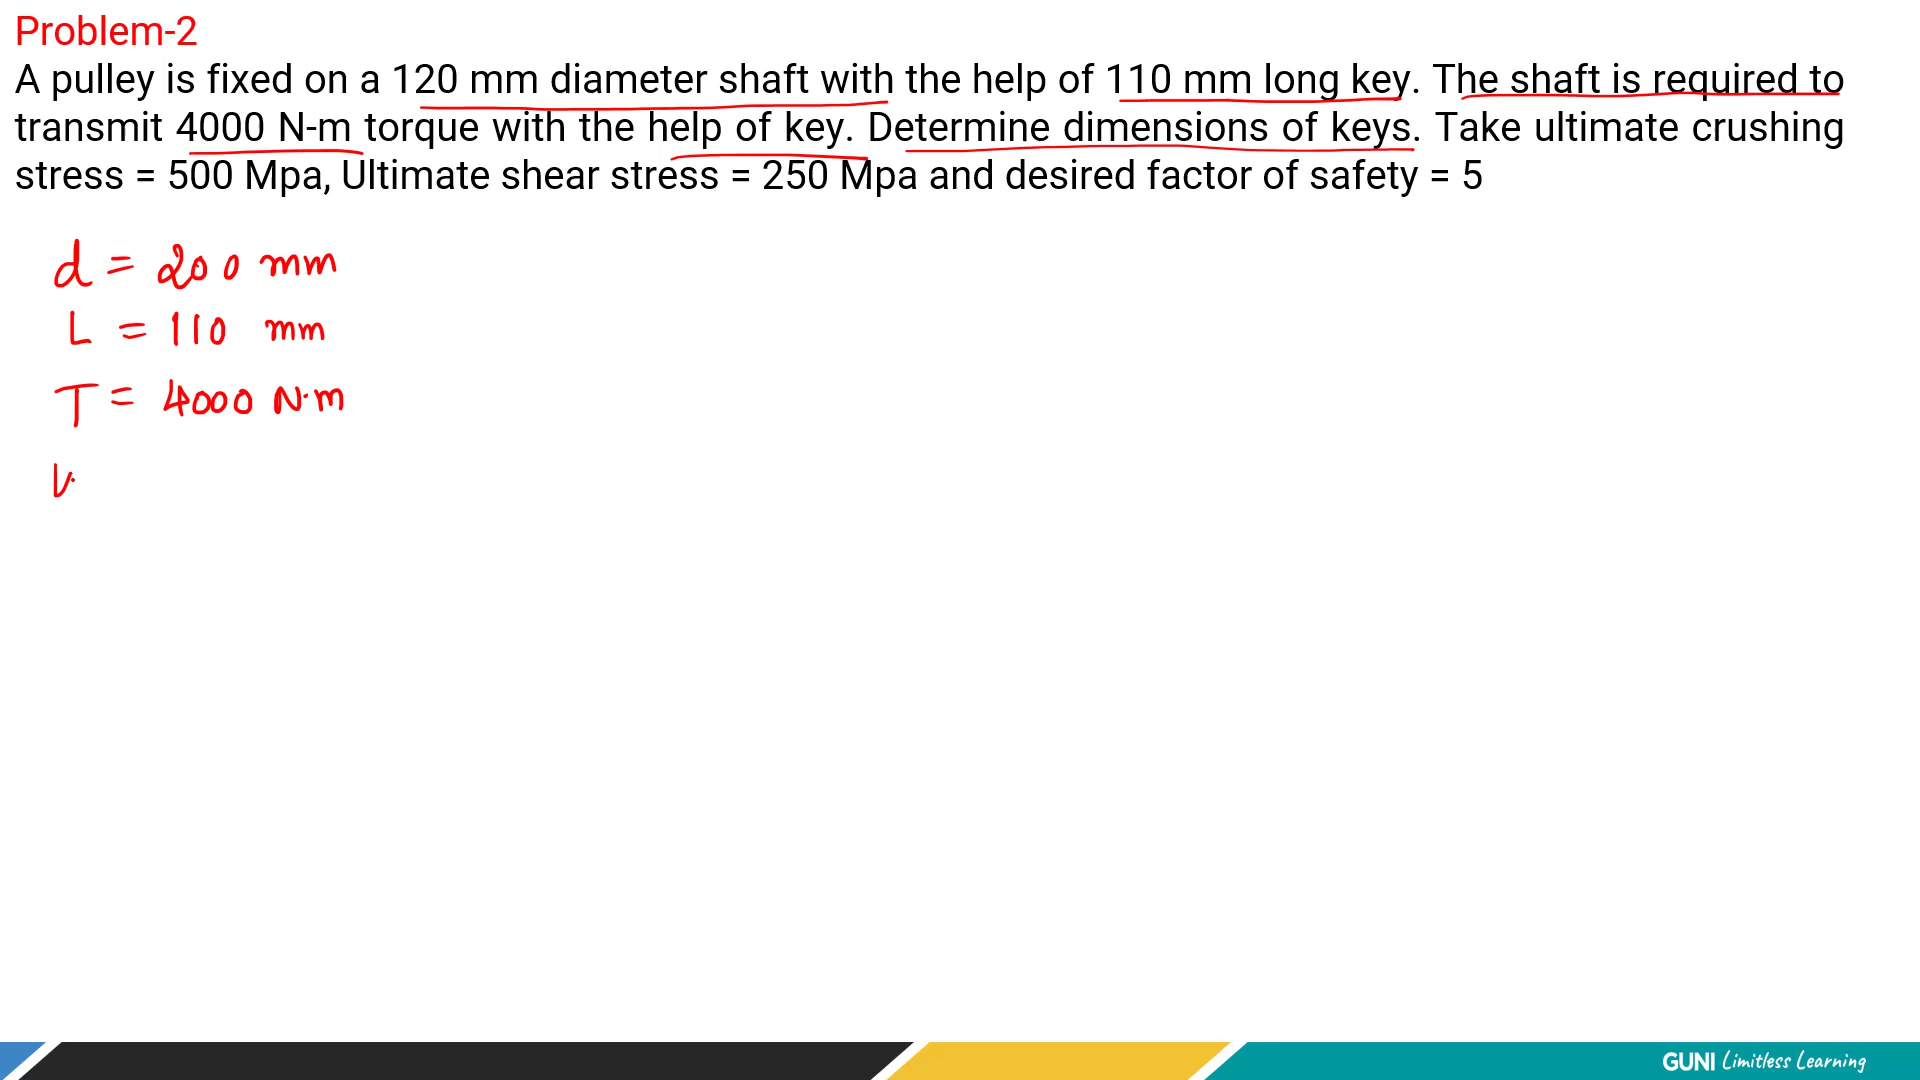 Problem-2
A pulley is fixed on a 120 mm diameter shaft with the help of 110 mm long key. The shaft is required to
transmit 4000 N-m torque with the help of key. Determine dimensions of keys. Take ultimate crushing
stress = 500 Mpa, Ultimate shear stress = 250 Mpa and desired factor of safety = 5
d = 200 mm
L = 110 mm
T = 4000 N·m
GUNI Limitless Learning